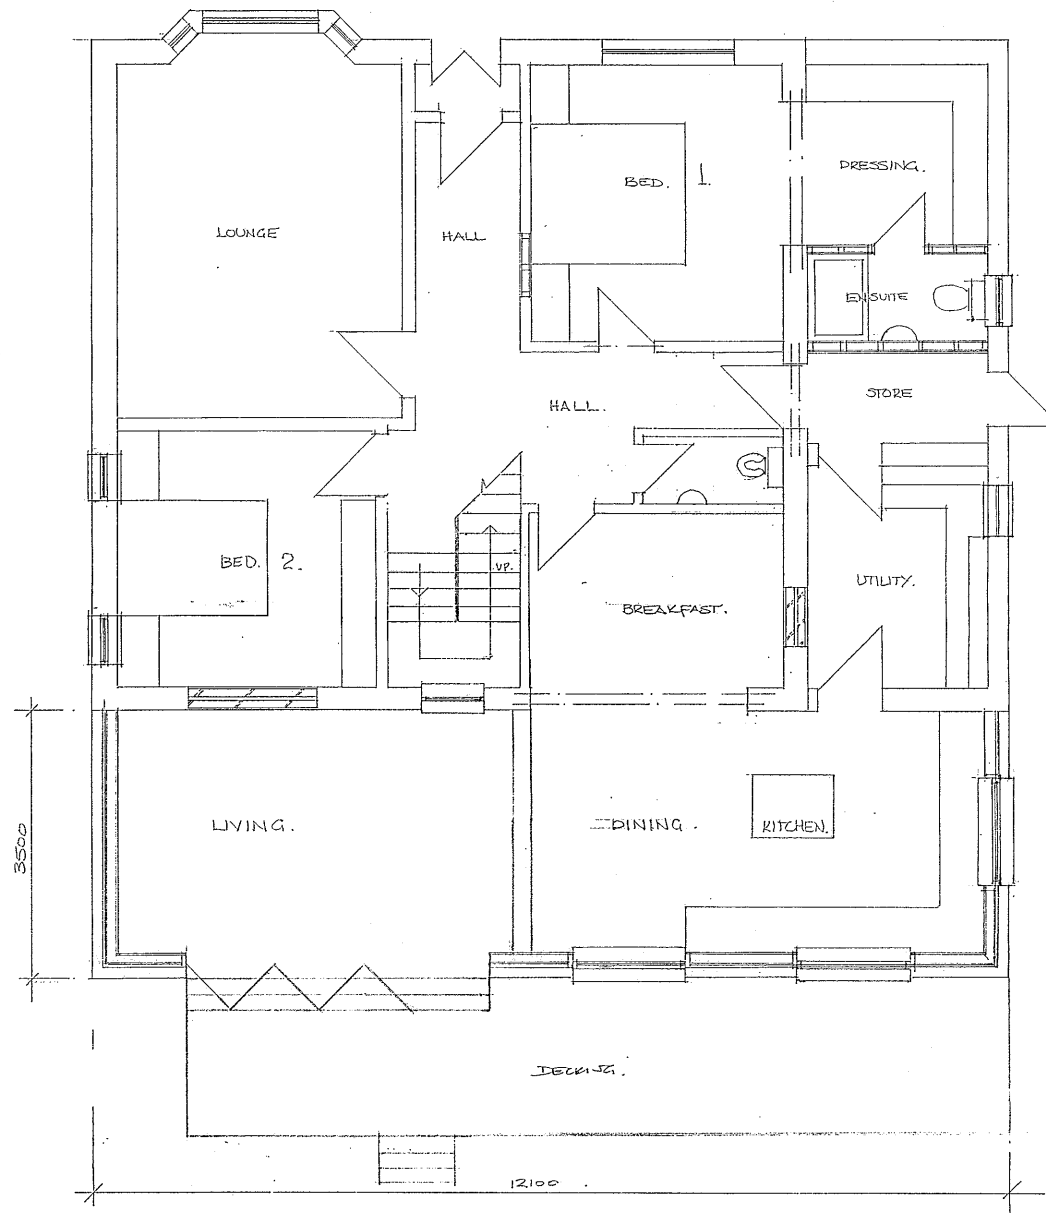 DRESSING.
BED. 1.
LOUNGE
HALL
ENSUITE
STORE
HALL.
BED. 2.
UP.
UTILITY.
BREAKFAST.
LIVING.
DINING.
KITCHEN.
3500
DECKING.
12100